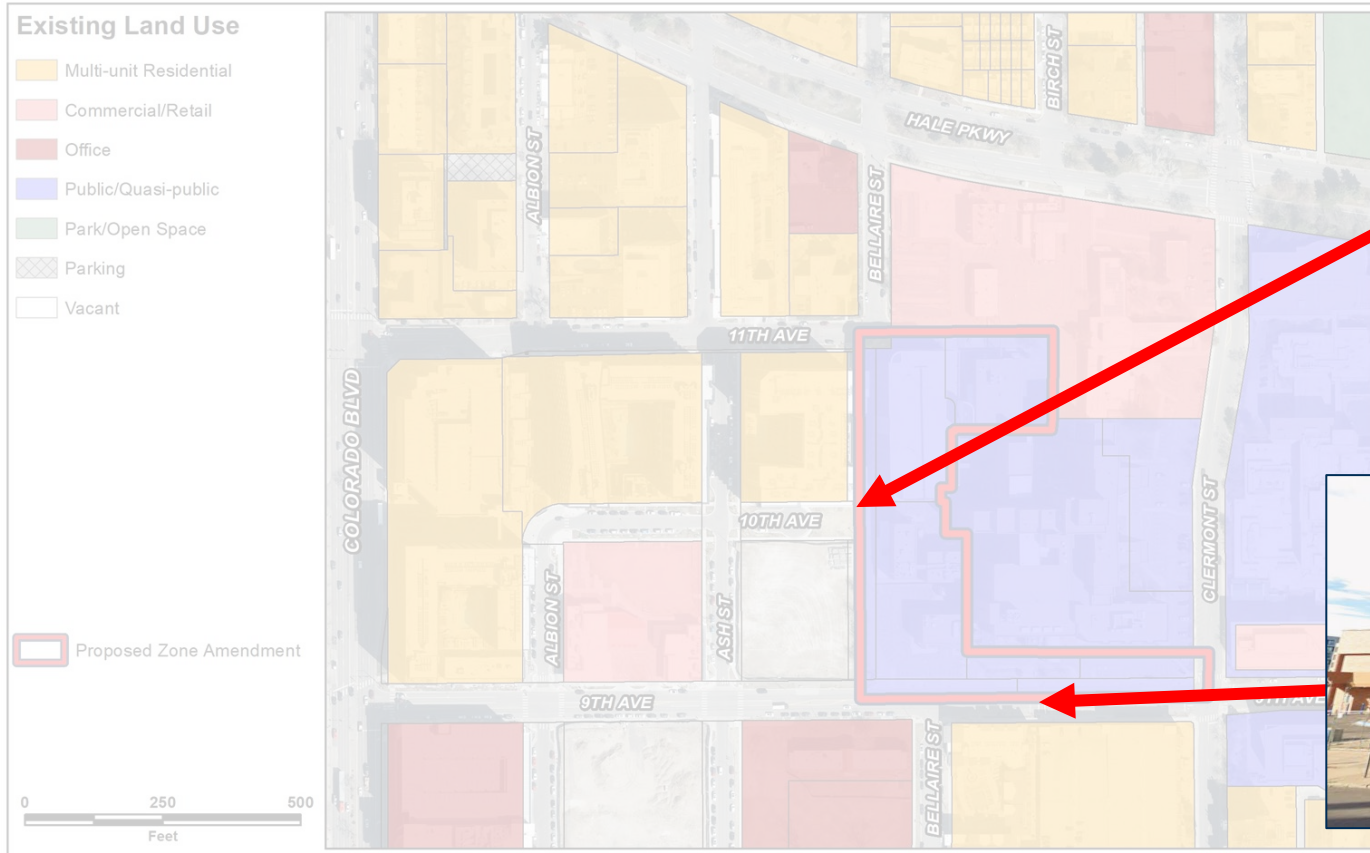 Existing Land Use
Multi-unit Residential
Commercial/Retail
Office
Public/Quasi-public
Park/Open Space
Parking
Vacant
Proposed Zone Amendment
0 250 500
Feet
BIRCH ST
HALE PKWY
ALBION ST
BELLAIRE ST
11TH AVE
COLORADO BLVD
10TH AVE
CLERMONT ST
ALBION ST
ASH ST
9TH AVE
9TH AVE
BELLAIRE ST